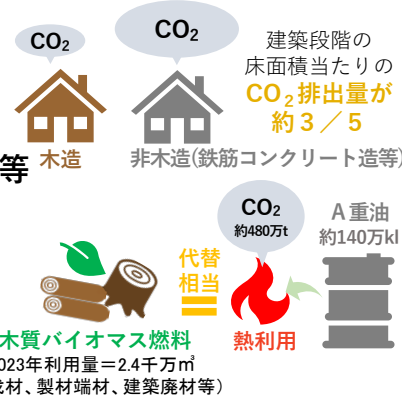 CO₂
CO₂
建築段階の
床面積当たりの
CO₂排出量が
約３／５
等
木造
非木造(鉄筋コンクリート造等)
CO₂
約480万t
Ａ重油
約140万kl
代替
相当
熱利用
木質バイオマス燃料
023年利用量＝2.4千万㎥
材、製材端材、建築廃材等）